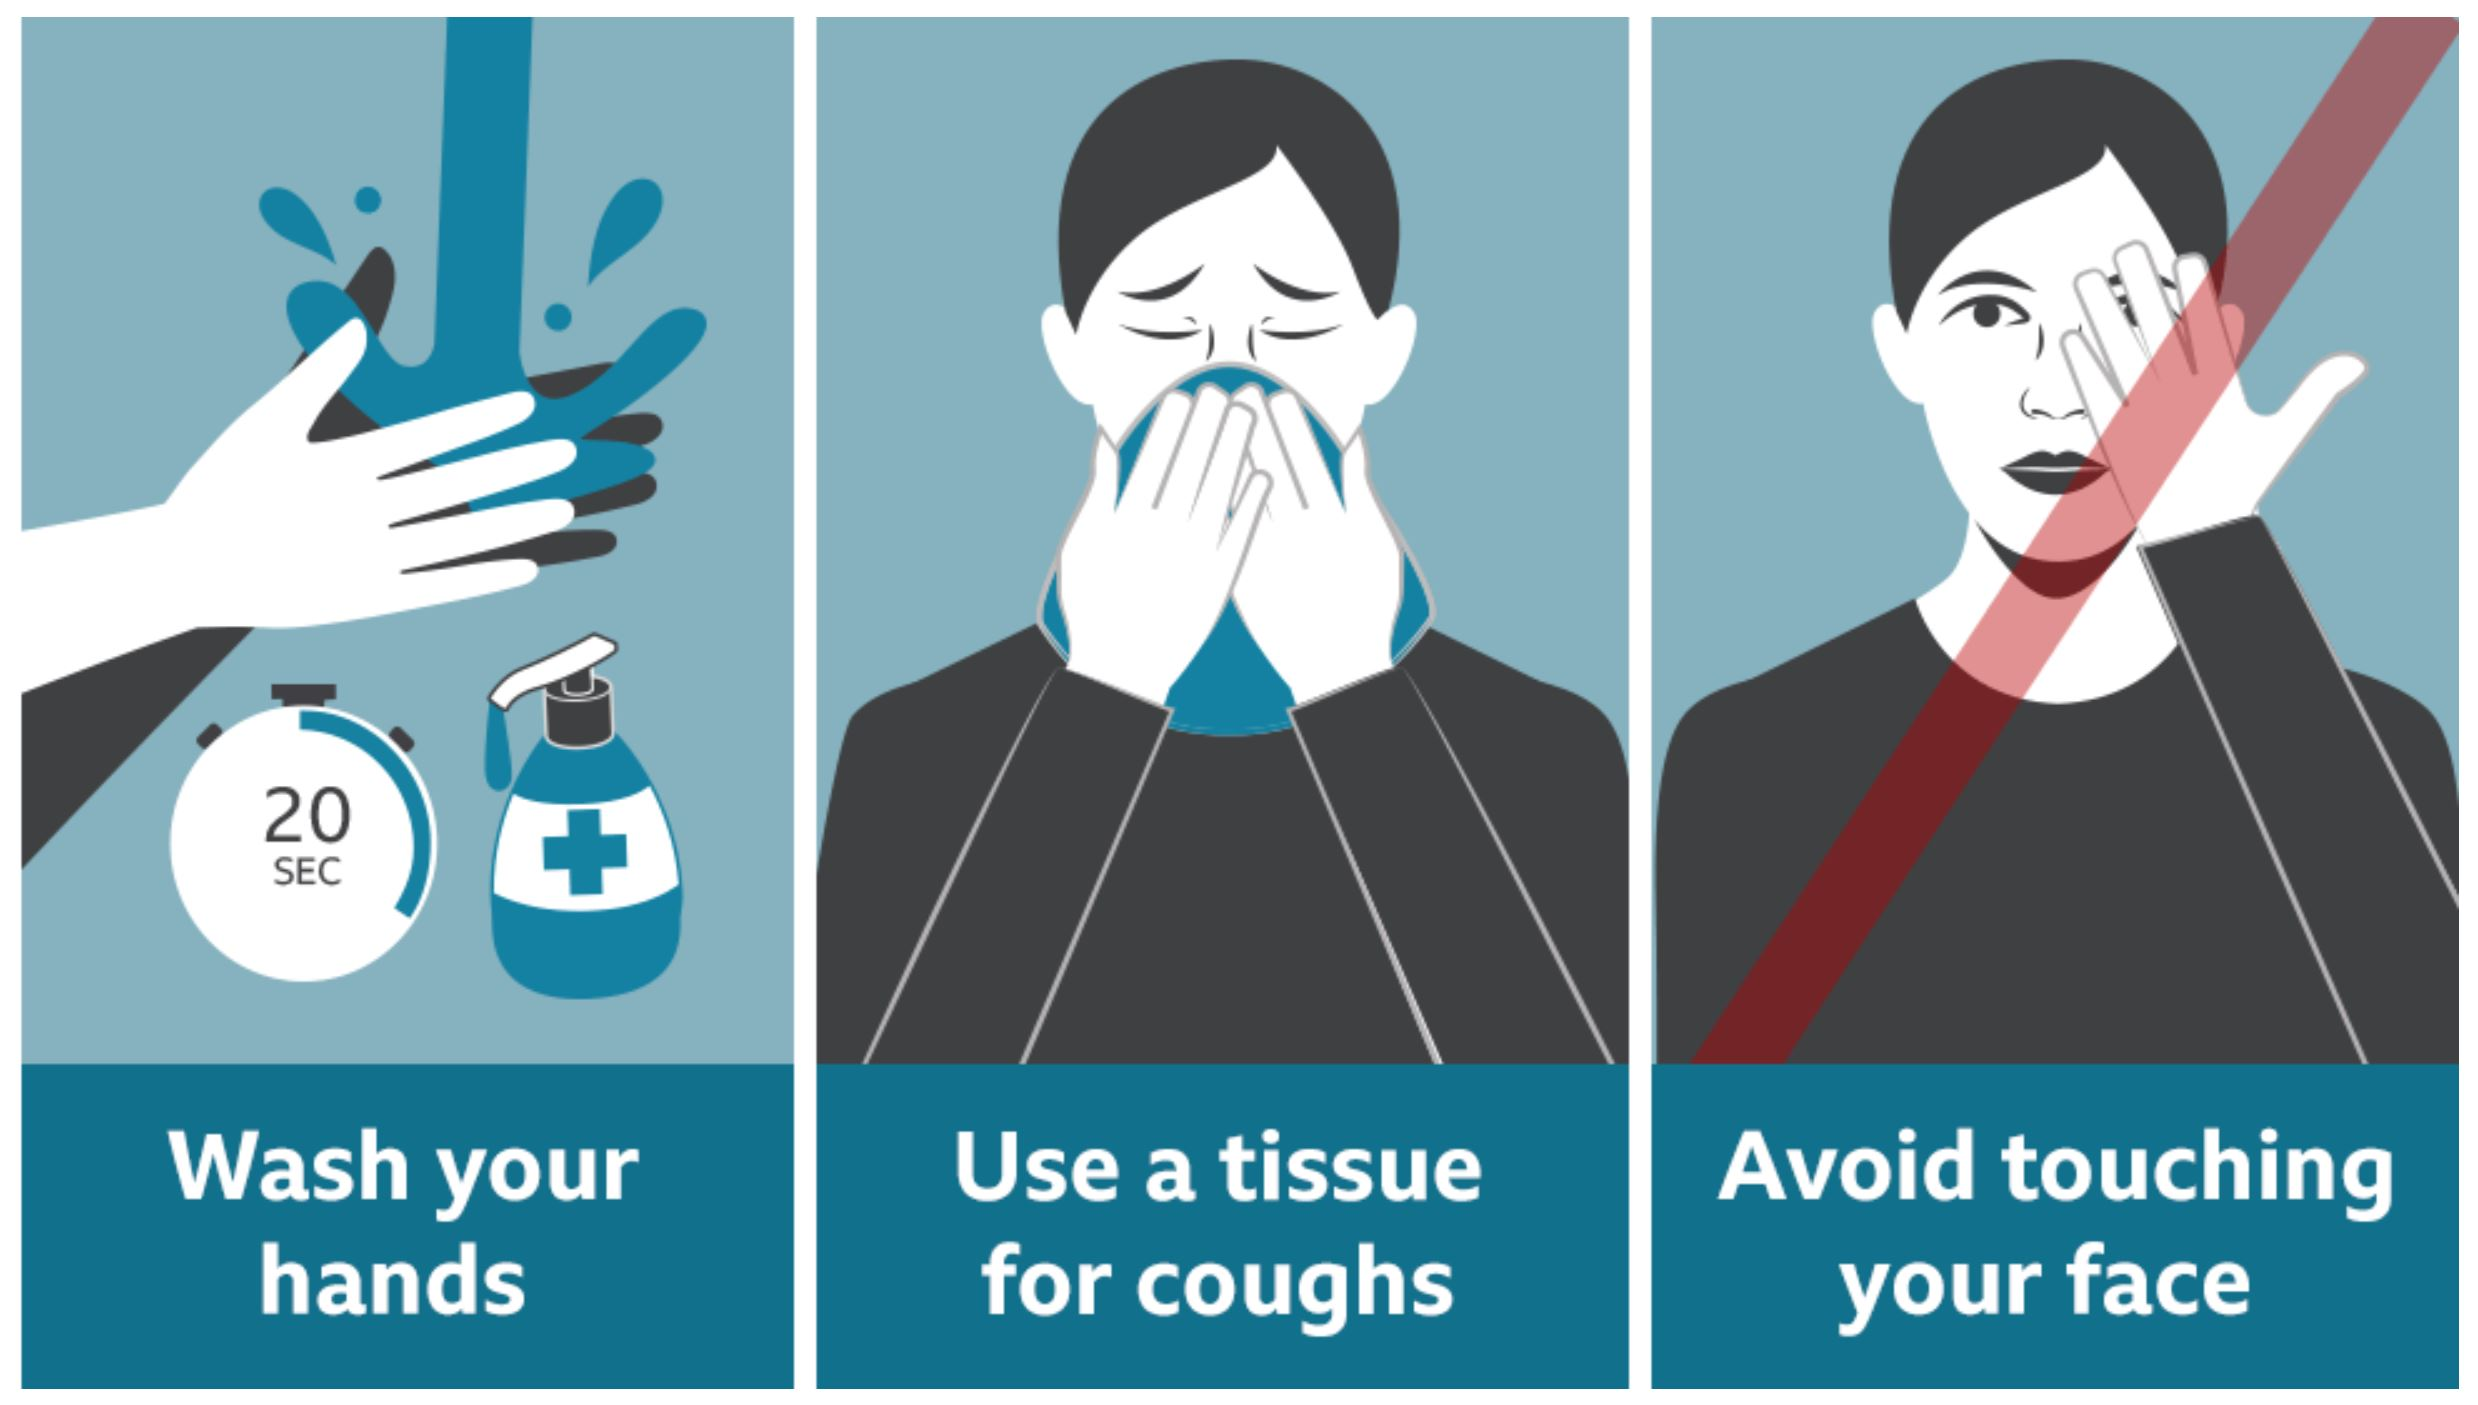 20
SEC
Wash your
hands
Use a tissue
for coughs
Avoid touching
your face